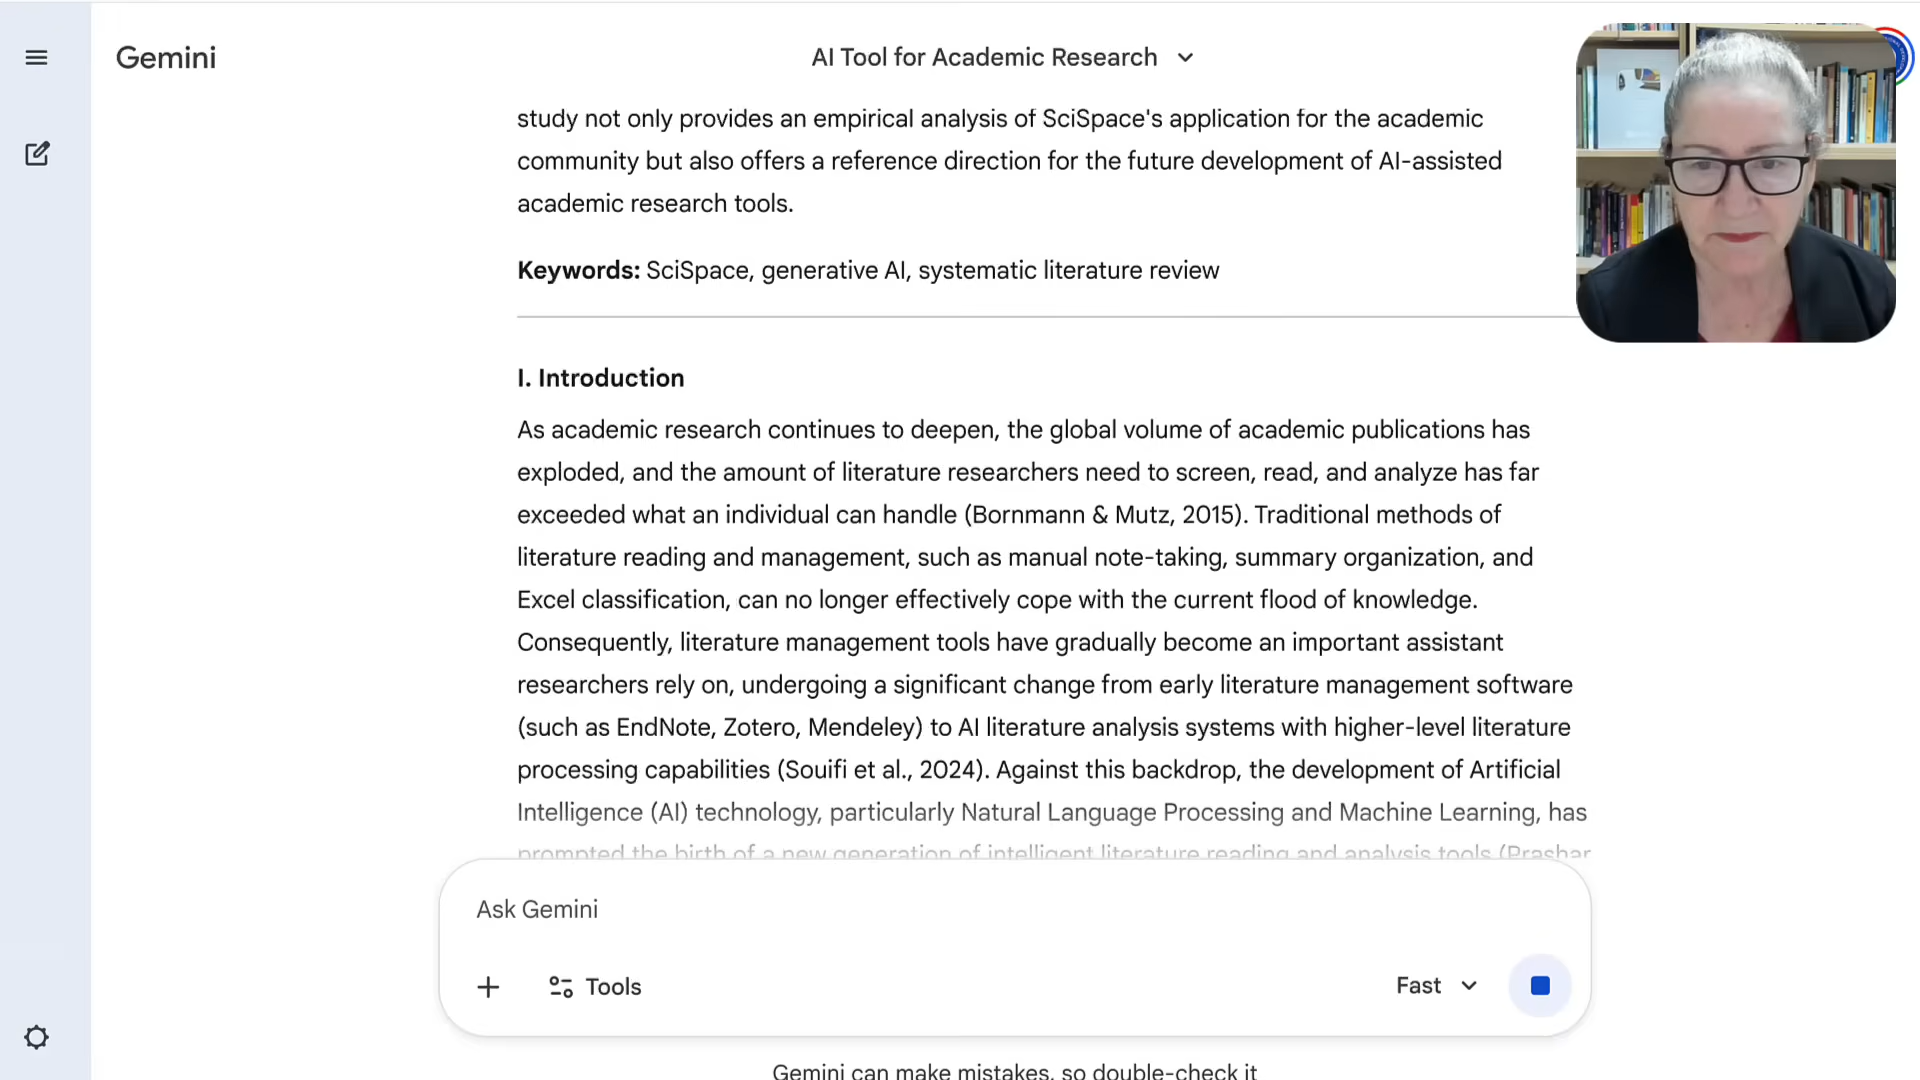 Gemini
AI Tool for Academic Research
study not only provides an empirical analysis of SciSpace's application for the academic
community but also offers a reference direction for the future development of AI-assisted
academic research tools.
Keywords: SciSpace, generative AI, systematic literature review
I. Introduction
As academic research continues to deepen, the global volume of academic publications has
exploded, and the amount of literature researchers need to screen, read, and analyze has far
exceeded what an individual can handle (Bornmann & Mutz, 2015). Traditional methods of
literature reading and management, such as manual note-taking, summary organization, and
Excel classification, can no longer effectively cope with the current flood of knowledge.
Consequently, literature management tools have gradually become an important assistant
researchers rely on, undergoing a significant change from early literature management software
(such as EndNote, Zotero, Mendeley) to AI literature analysis systems with higher-level literature
processing capabilities (Souifi et al., 2024). Against this backdrop, the development of Artificial
Intelligence (AI) technology, particularly Natural Language Processing and Machine Learning, has
prompted the birth of a new generation of intelligent literature reading and analysis tools (Prashar
Ask Gemini
Tools
Fast
Gemini can make mistakes, so double-check it